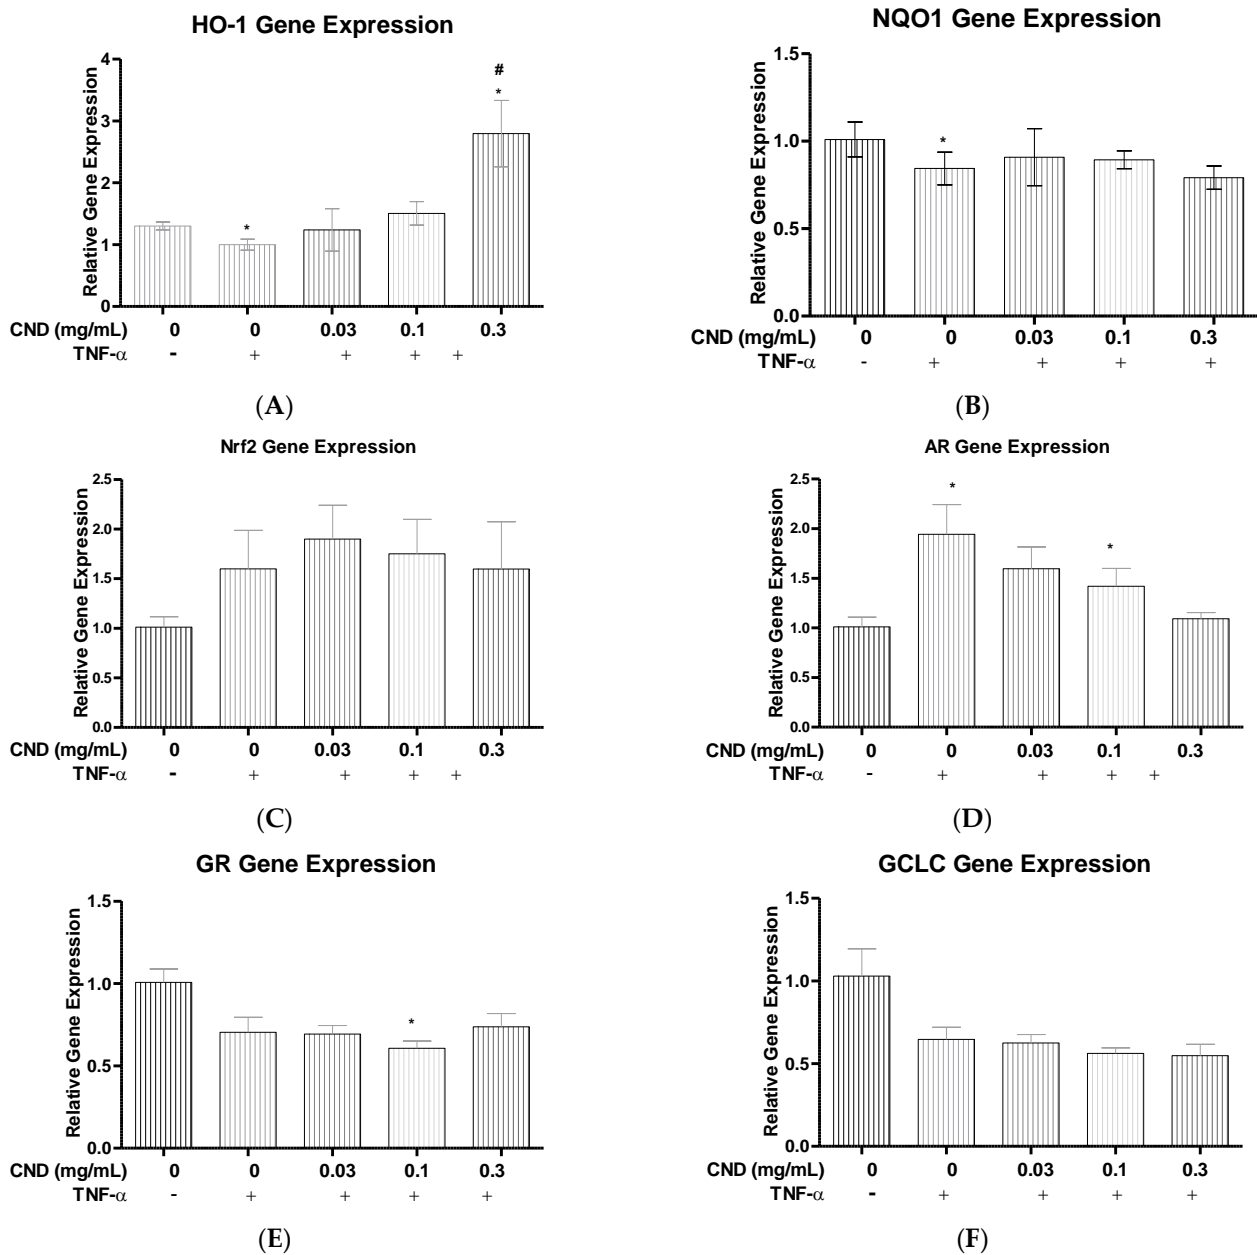 HO-1 Gene Expression
Relative Gene Expression
4
3
2
1
0
#
*
*
CND (mg/mL) 0 0 0.03 0.1 0.3
TNF-α - + + + +
(A)
NQO1 Gene Expression
Relative Gene Expression
1.5
1.0
0.5
0.0
*
CND (mg/mL) 0 0 0.03 0.1 0.3
TNF-α - + + + +
(B)
Nrf2 Gene Expression
Relative Gene Expression
2.5
2.0
1.5
1.0
0.5
0.0
CND (mg/mL) 0 0 0.03 0.1 0.3
TNF-α - + + + +
(C)
AR Gene Expression
Relative Gene Expression
2.5
2.0
1.5
1.0
0.5
0.0
*
*
CND (mg/mL) 0 0 0.03 0.1 0.3
TNF-α - + + + +
(D)
GR Gene Expression
Relative Gene Expression
1.5
1.0
0.5
0.0
*
CND (mg/mL) 0 0 0.03 0.1 0.3
TNF-α - + + + +
(E)
GCLC Gene Expression
Relative Gene Expression
1.5
1.0
0.5
0.0
CND (mg/mL) 0 0 0.03 0.1 0.3
TNF-α - + + + +
(F)